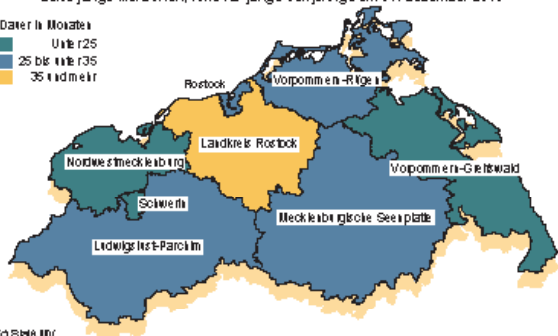 Dauer in Monaten
Unter 25
25 bis unter 35
35 und mehr
Rostock
Vorpommern-Rügen
Landkreis Rostock
Nordwestmecklenburg
Vorpommern-Greifswald
Schwerin
Mecklenburgische Seenplatte
Ludwigslust-Parchim